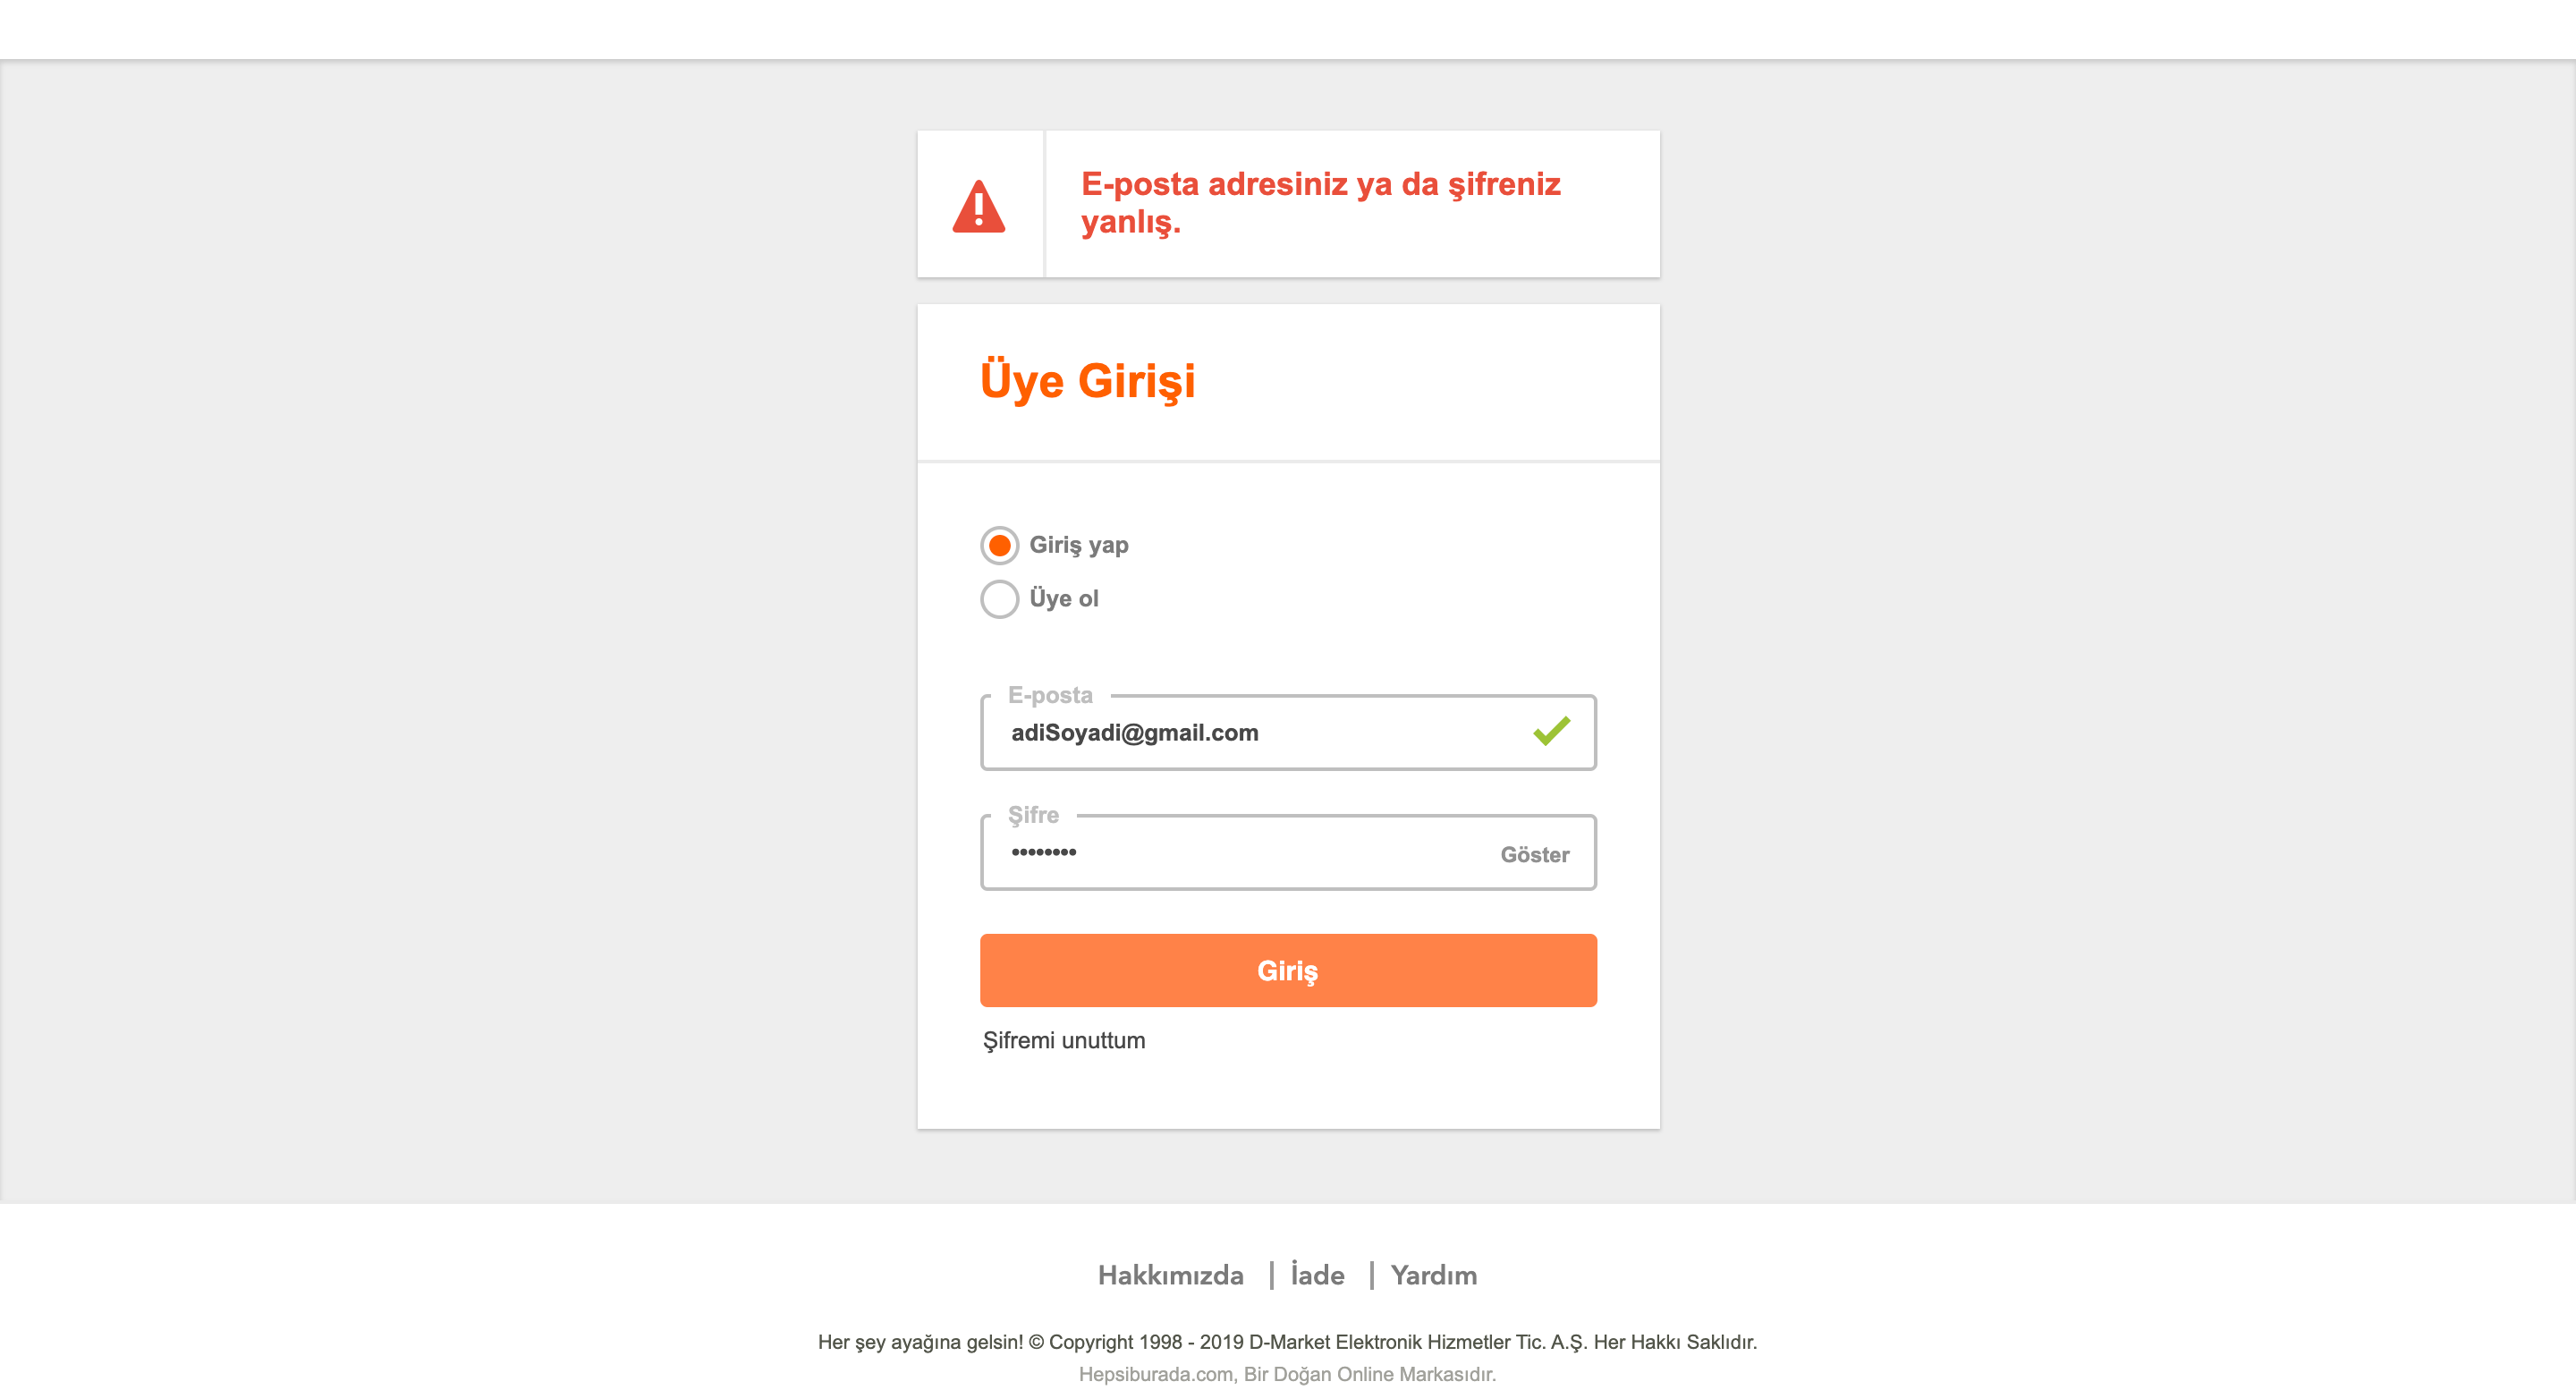 E-posta adresiniz ya da şifreniz
yanlış.
Üye Girişi
Giriş yap
Üye ol
E-posta
adiSoyadi@gmail.com
Şifre
•••••••• Göster
Giriş
Şifremi unuttum
Hakkımızda | İade | Yardım
Her şey ayağına gelsin! © Copyright 1998 - 2019 D-Market Elektronik Hizmetler Tic. A.Ş. Her Hakkı Saklıdır.
Hepsiburada.com, Bir Doğan Online Markasıdır.